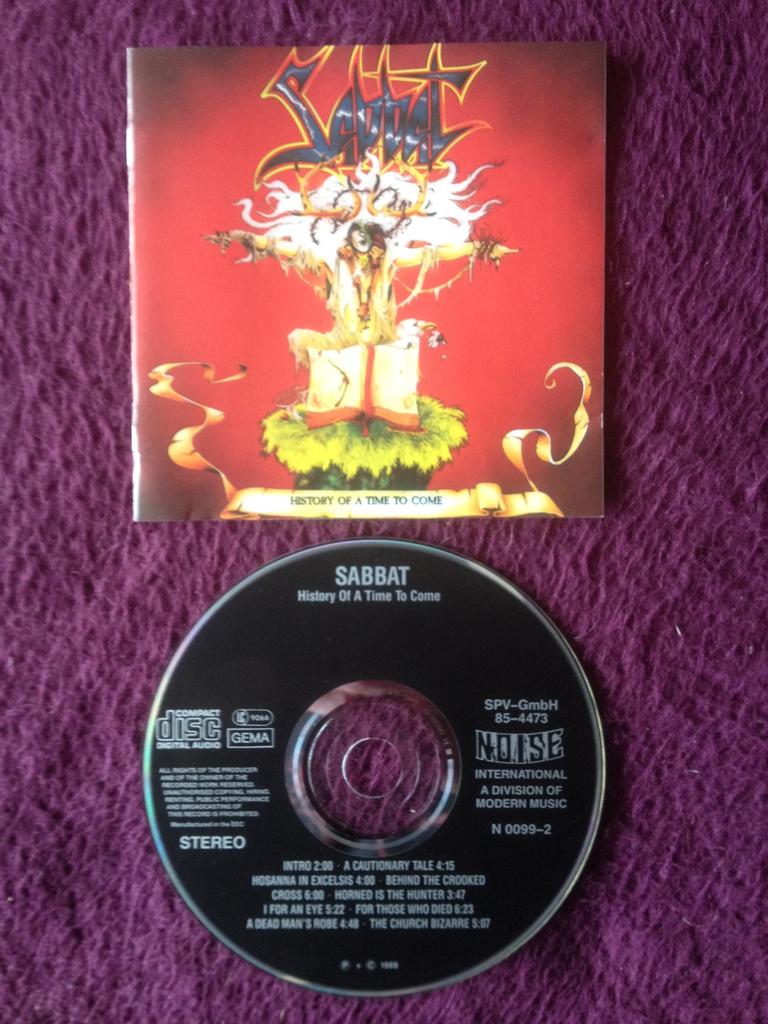 Sabbat
HISTORY OF A TIME TO COME
SABBAT
History Of A Time To Come
COMPACT
disc
DIGITAL AUDIO
LC 9066
GEMA
SPV-GmbH
85-4473
NOISE
INTERNATIONAL
A DIVISION OF
MODERN MUSIC
N 0099-2
ALL RIGHTS OF THE PRODUCER
AND OF THE OWNER OF THE
RECORDED WORK RESERVED.
UNAUTHORISED COPYING, HIRING,
RENTING, PUBLIC PERFORMANCE
AND BROADCASTING OF
THIS RECORD IS PROHIBITED.
Manufactured in the EEC
STEREO
INTRO 2:00 · A CAUTIONARY TALE 4:15
HOSANNA IN EXCELSIS 4:00 · BEHIND THE CROOKED
CROSS 6:00 · HORNED IS THE HUNTER 3:47
I FOR AN EYE 5:22 · FOR THOSE WHO DIED 6:23
A DEAD MAN'S ROBE 4:48 · THE CHURCH BIZARRE 5:07
℗ + © 1988